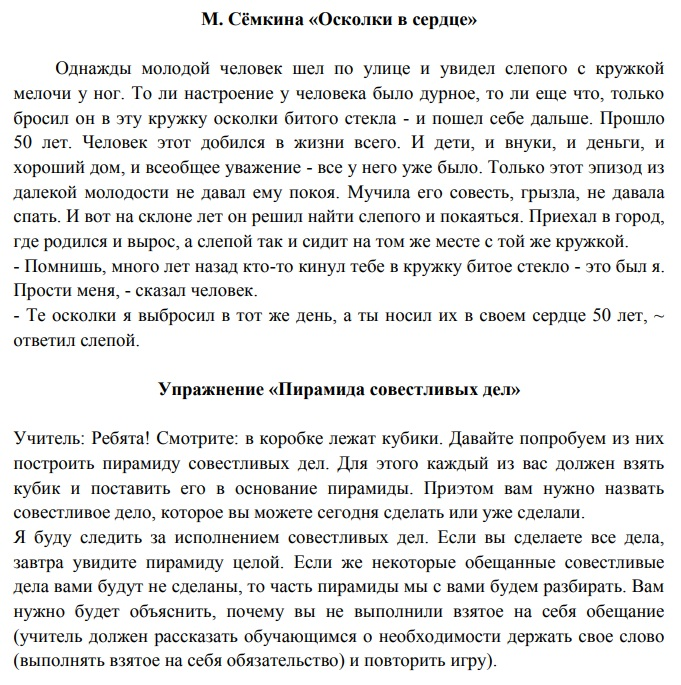 М. Сёмкина «Осколки в сердце»
Однажды молодой человек шел по улице и увидел слепого с кружкой
мелочи у ног. То ли настроение у человека было дурное, то ли еще что, только
бросил он в эту кружку осколки битого стекла - и пошел себе дальше. Прошло
50 лет. Человек этот добился в жизни всего. И дети, и внуки, и деньги, и
хороший дом, и всеобщее уважение - все у него уже было. Только этот эпизод из
далекой молодости не давал ему покоя. Мучила его совесть, грызла, не давала
спать. И вот на склоне лет он решил найти слепого и покаяться. Приехал в город,
где родился и вырос, а слепой так и сидит на том же месте с той же кружкой.
- Помнишь, много лет назад кто-то кинул тебе в кружку битое стекло - это был я.
Прости меня, - сказал человек.
- Те осколки я выбросил в тот же день, а ты носил их в своем сердце 50 лет, ~
ответил слепой.
Упражнение «Пирамида совестливых дел»
Учитель: Ребята! Смотрите: в коробке лежат кубики. Давайте попробуем из них
построить пирамиду совестливых дел. Для этого каждый из вас должен взять
кубик и поставить его в основание пирамиды. Приэтом вам нужно назвать
совестливое дело, которое вы можете сегодня сделать или уже сделали.
Я буду следить за исполнением совестливых дел. Если вы сделаете все дела,
завтра увидите пирамиду целой. Если же некоторые обещанные совестливые
дела вами будут не сделаны, то часть пирамиды мы с вами будем разбирать. Вам
нужно будет объяснить, почему вы не выполнили взятое на себя обещание
(учитель должен рассказать обучающимся о необходимости держать свое слово
(выполнять взятое на себя обязательство) и повторить игру).